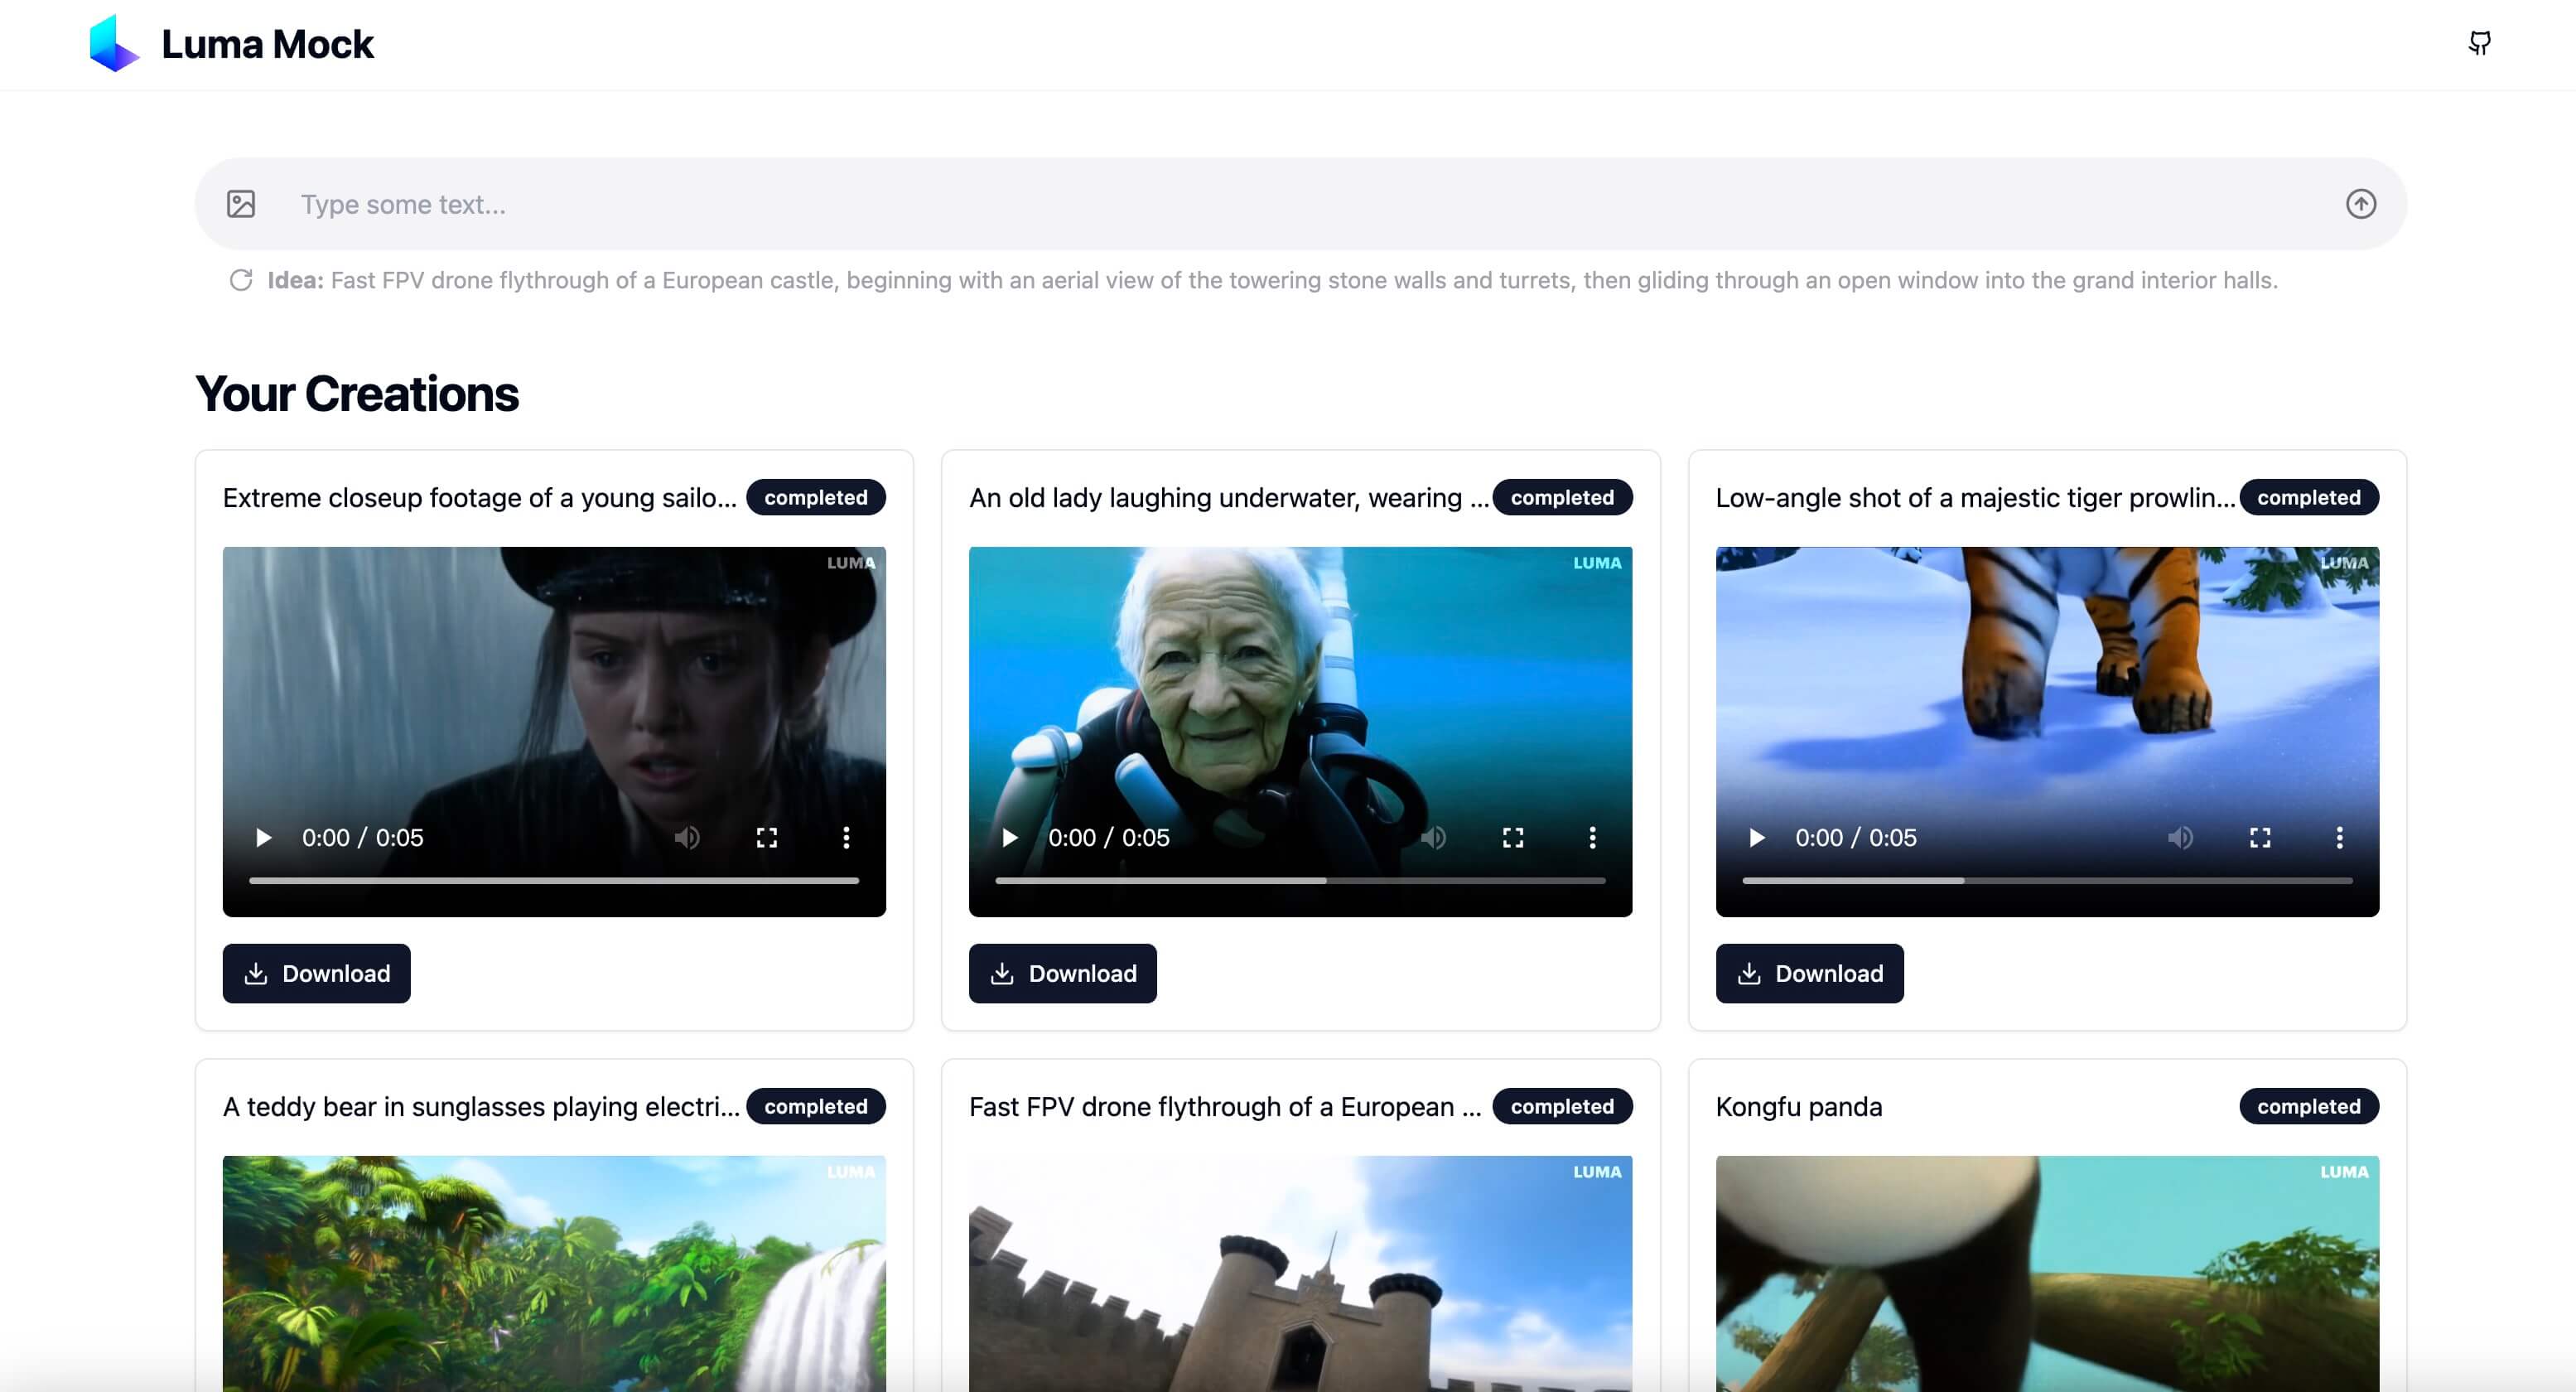 Luma Mock
Type some text...
Idea: Fast FPV drone flythrough of a European castle, beginning with an aerial view of the towering stone walls and turrets, then gliding through an open window into the grand interior halls.
Your Creations
Extreme closeup footage of a young sailo... completed
An old lady laughing underwater, wearing ... completed
Low-angle shot of a majestic tiger prowlin... completed
LUMA
LUMA
LUMA
0:00 / 0:05
0:00 / 0:05
0:00 / 0:05
Download
Download
Download
A teddy bear in sunglasses playing electri... completed
Fast FPV drone flythrough of a European ... completed
Kongfu panda completed
LUMA
LUMA
LUMA